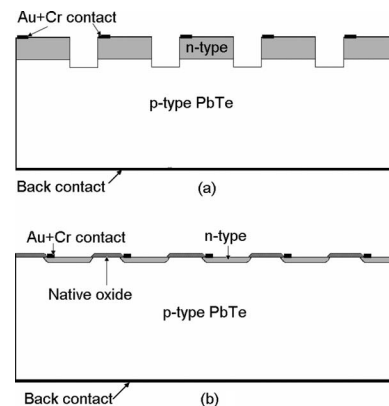 Au+Cr contact
n-type
p-type PbTe
Back contact
(a)
Au+Cr contact
n-type
Native oxide
p-type PbTe
Back contact
(b)